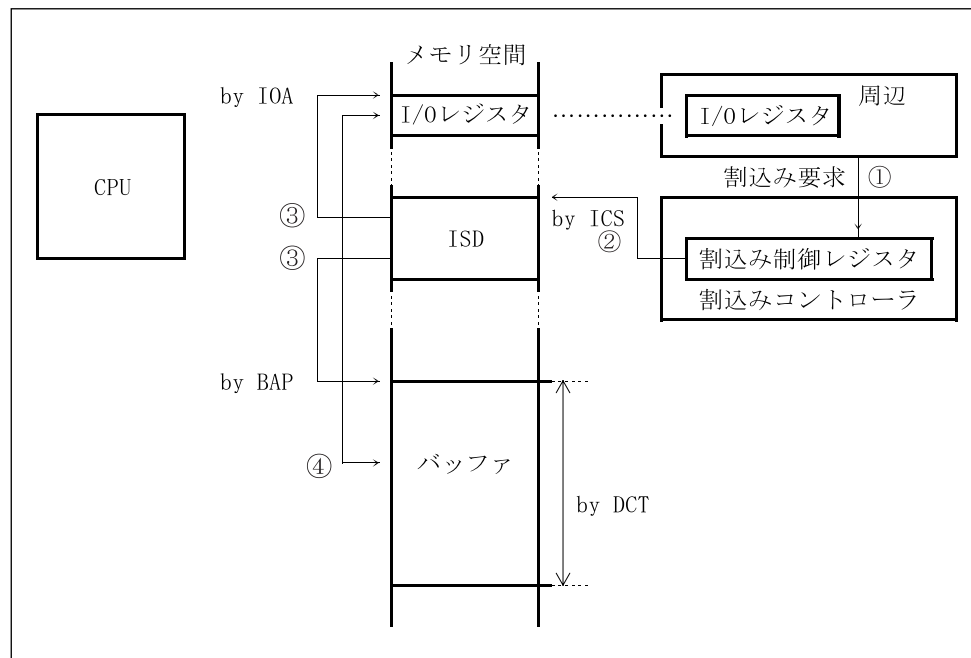 メモリ空間
by IOA
I/Oレジスタ
I/Oレジスタ
周辺
CPU
割込み要求 ①
③
③
ISD
by ICS
②
割込み制御レジスタ
割込みコントローラ
by BAP
④
バッファ
by DCT